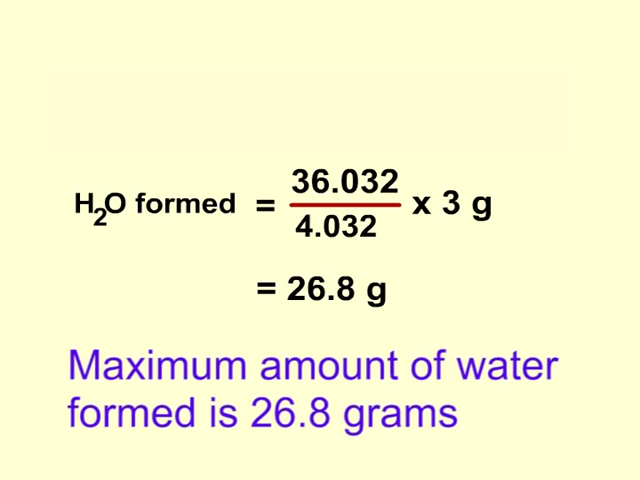 H₂O formed = 36.032 / 4.032 x 3 g
= 26.8 g
Maximum amount of water
formed is 26.8 grams